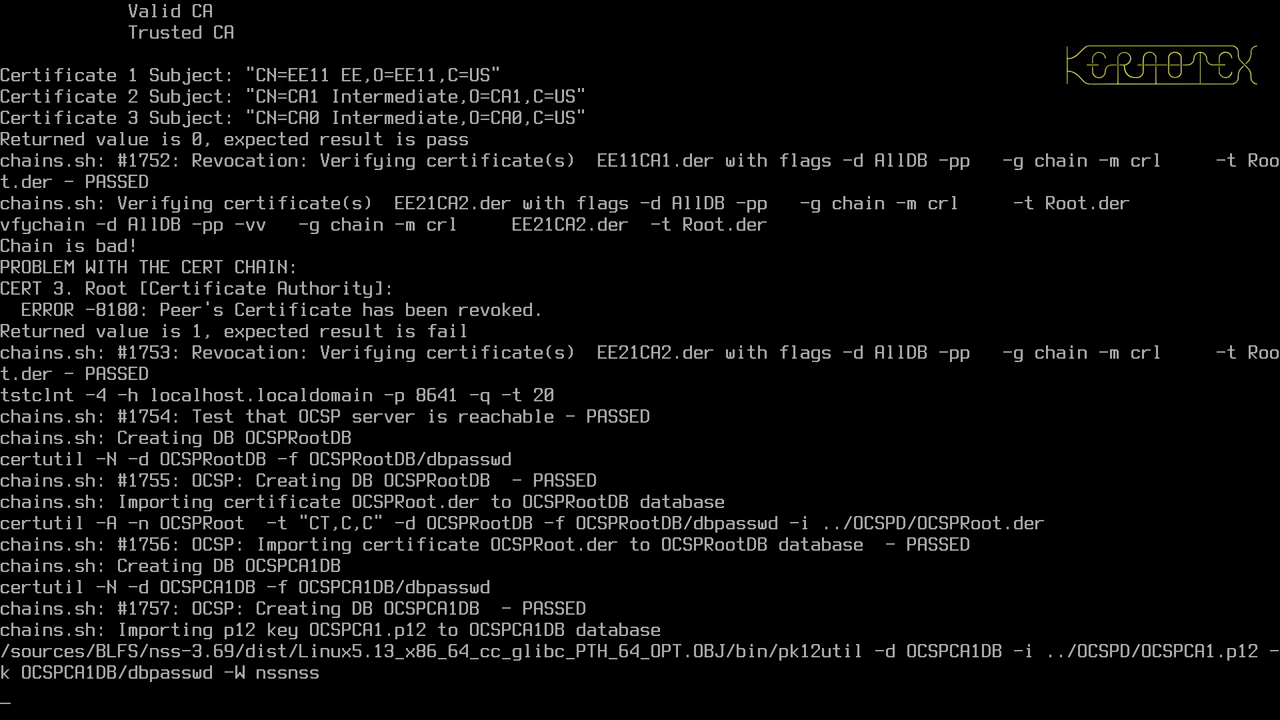 Valid CA
Trusted CA
KERAOTEX
Certificate 1 Subject: "CN=EE11 EE,O=EE11,C=US"
Certificate 2 Subject: "CN=CA1 Intermediate,O=CA1,C=US"
Certificate 3 Subject: "CN=CA0 Intermediate,O=CA0,C=US"
Returned value is 0, expected result is pass
chains.sh: #1752: Revocation: Verifying certificate(s)  EE11CA1.der with flags -d AllDB -pp   -g chain -m crl     -t Roo
t.der - PASSED
chains.sh: Verifying certificate(s)  EE21CA2.der with flags -d AllDB -pp   -g chain -m crl     -t Root.der
vfychain -d AllDB -pp -vv   -g chain -m crl     EE21CA2.der  -t Root.der
Chain is bad!
PROBLEM WITH THE CERT CHAIN:
CERT 3. Root [Certificate Authority]:
  ERROR -8180: Peer's Certificate has been revoked.
Returned value is 1, expected result is fail
chains.sh: #1753: Revocation: Verifying certificate(s)  EE21CA2.der with flags -d AllDB -pp   -g chain -m crl     -t Roo
t.der - PASSED
tstclnt -4 -h localhost.localdomain -p 8641 -q -t 20
chains.sh: #1754: Test that OCSP server is reachable - PASSED
chains.sh: Creating DB OCSPRootDB
certutil -N -d OCSPRootDB -f OCSPRootDB/dbpasswd
chains.sh: #1755: OCSP: Creating DB OCSPRootDB  - PASSED
chains.sh: Importing certificate OCSPRoot.der to OCSPRootDB database
certutil -A -n OCSPRoot  -t "CT,C,C" -d OCSPRootDB -f OCSPRootDB/dbpasswd -i ../OCSPD/OCSPRoot.der
chains.sh: #1756: OCSP: Importing certificate OCSPRoot.der to OCSPRootDB database  - PASSED
chains.sh: Creating DB OCSPCA1DB
certutil -N -d OCSPCA1DB -f OCSPCA1DB/dbpasswd
chains.sh: #1757: OCSP: Creating DB OCSPCA1DB  - PASSED
chains.sh: Importing p12 key OCSPCA1.p12 to OCSPCA1DB database
/sources/BLFS/nss-3.69/dist/Linux5.13_x86_64_cc_glibc_PTH_64_OPT.OBJ/bin/pk12util -d OCSPCA1DB -i ../OCSPD/OCSPCA1.p12 -
k OCSPCA1DB/dbpasswd -W nssnss
_